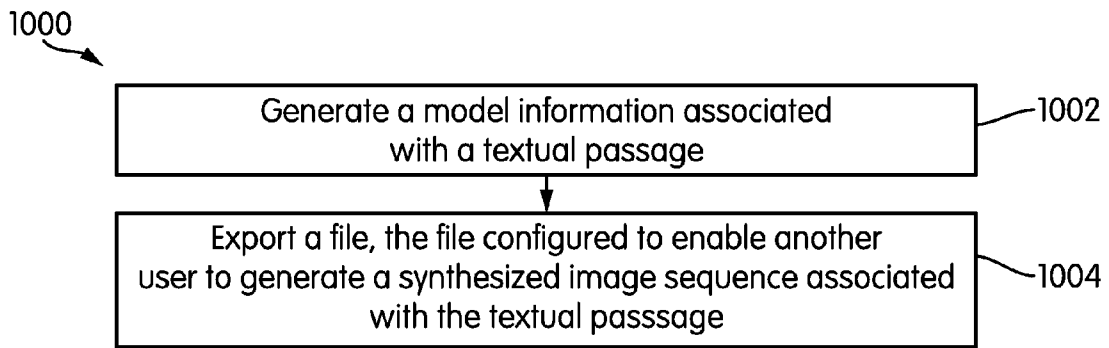 1000
Generate a model information associated
with a textual passage
1002
Export a file, the file configured to enable another
user to generate a synthesized image sequence associated
with the textual passsage
1004